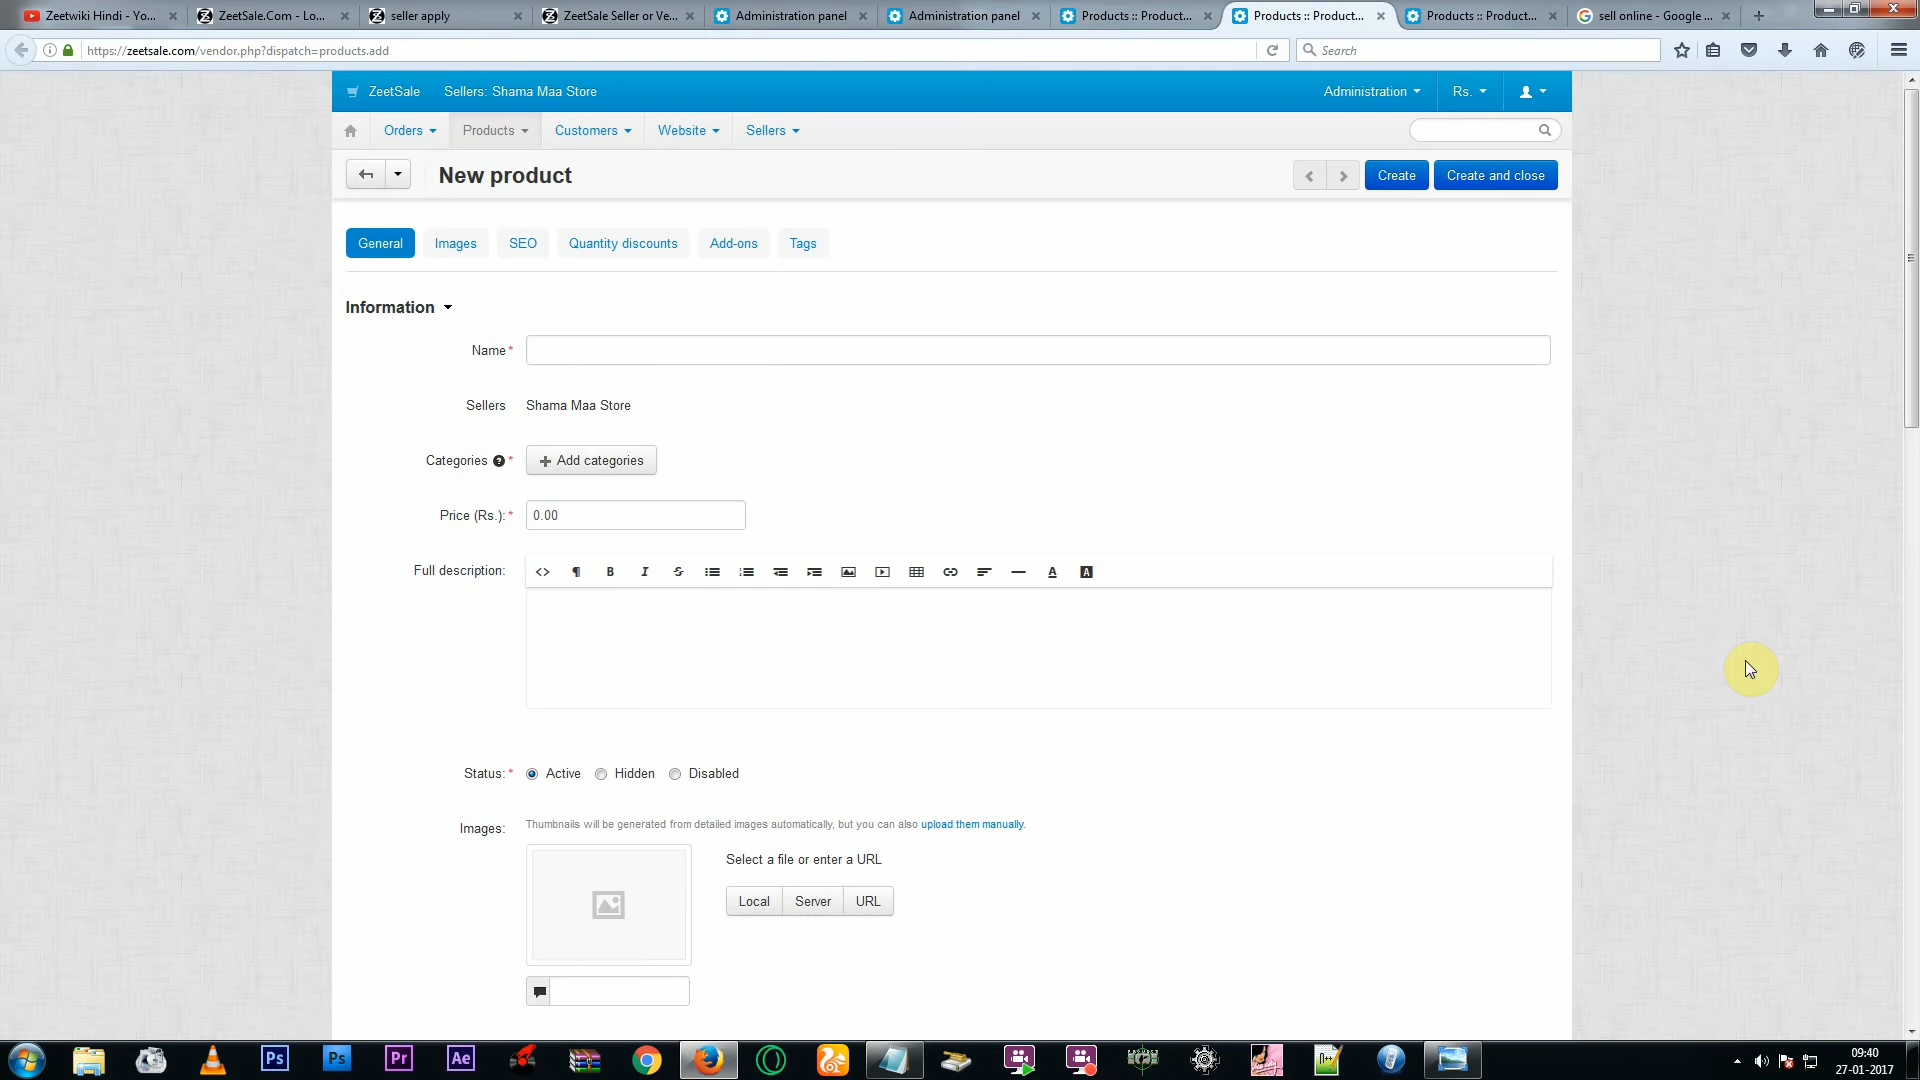 Zeetwiki Hindi - Yo...
ZeetSale.Com - Lo...
seller apply
ZeetSale Seller or Ve...
Administration panel
Administration panel
Products :: Product...
Products :: Product...
Products :: Product...
sell online - Google ...
https://zeetsale.com/vendor.php?dispatch=products.add
Search
ZeetSale
Sellers: Shama Maa Store
Administration
Rs.
Orders
Products
Customers
Website
Sellers
New product
Create
Create and close
General
Images
SEO
Quantity discounts
Add-ons
Tags
Information
Name*
Sellers
Shama Maa Store
Categories ?*
Add categories
Price (Rs.):*
0.00
Full description:
Status:*
Active
Hidden
Disabled
Images:
Thumbnails will be generated from detailed images automatically, but you can also upload them manually.
Select a file or enter a URL
Local
Server
URL
Ps
Ps
Pr
Ae
09:40
27-01-2017